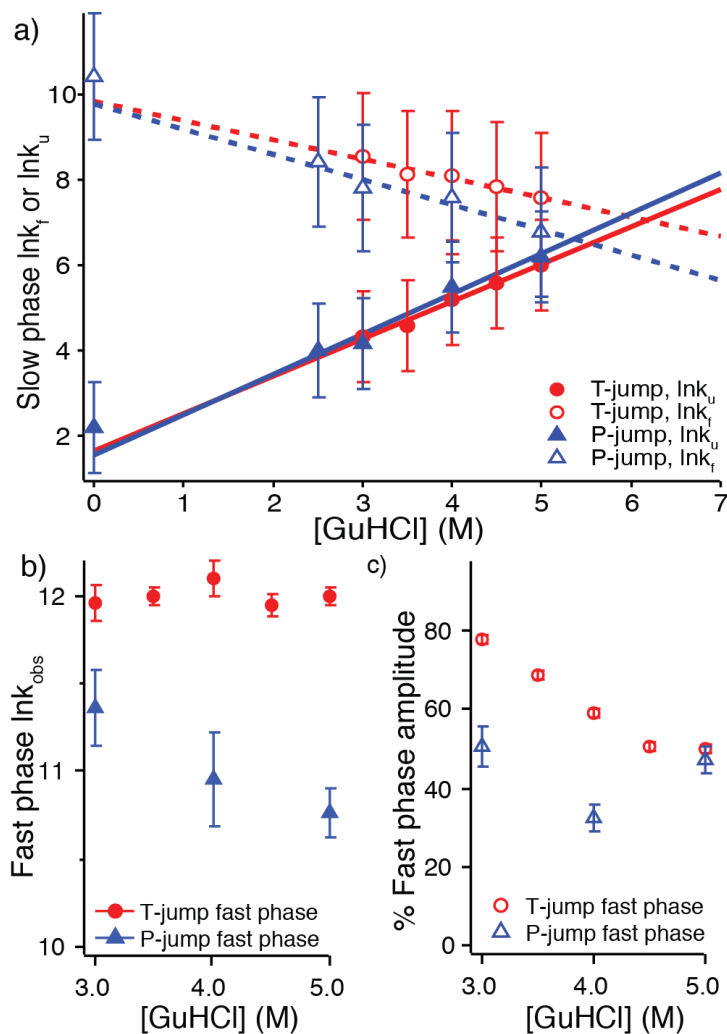 a)
Slow phase lnk_f or lnk_u
10
8
6
4
2
0
1
2
3
4
5
6
7
[GuHCl] (M)
T-jump, lnk_u
T-jump, lnk_f
P-jump, lnk_u
P-jump, lnk_f
b)
Fast phase lnk_obs
12
11
10
3.0
4.0
5.0
[GuHCl] (M)
T-jump fast phase
P-jump fast phase
c)
% Fast phase amplitude
80
60
40
20
0
3.0
4.0
5.0
[GuHCl] (M)
T-jump fast phase
P-jump fast phase